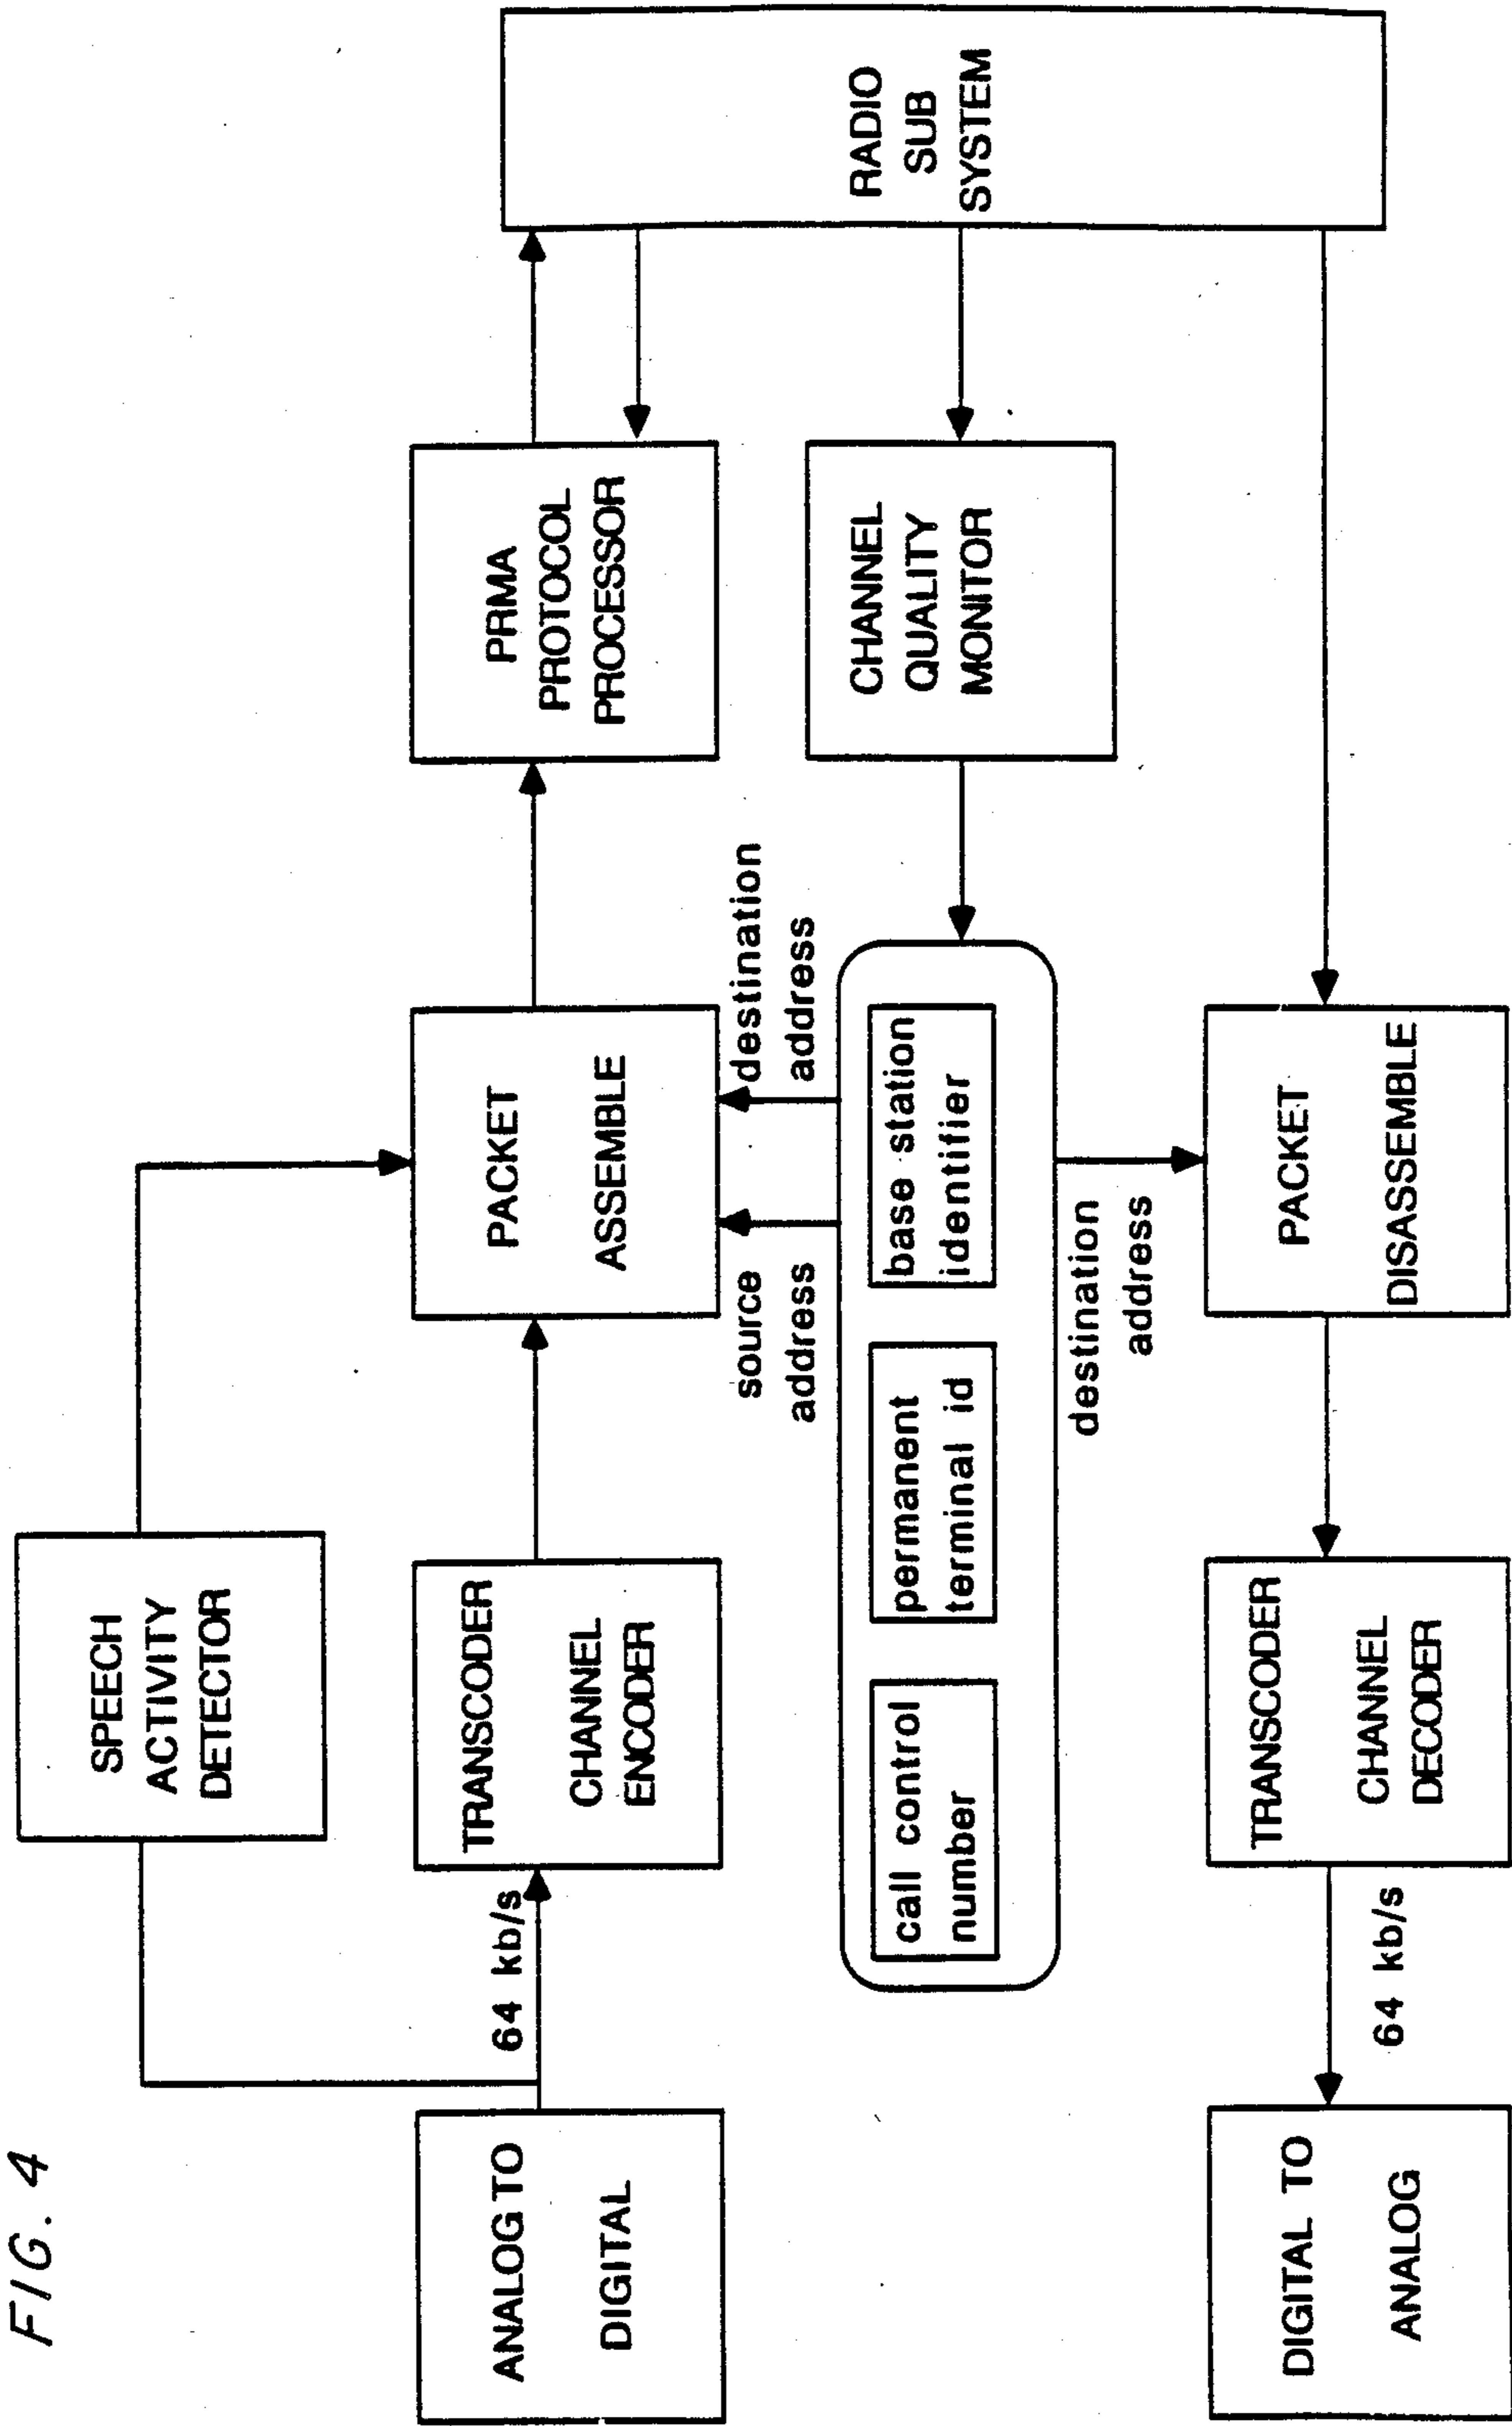 FIG. 4
SPEECH
ACTIVITY
DETECTOR
ANALOG TO
DIGITAL
64 kb/s
TRANSCODER
CHANNEL
ENCODER
PACKET
ASSEMBLE
PRMA
PROTOCOL
PROCESSOR
RADIO
SUB
SYSTEM
source
address
destination
address
call control
number
permanent
terminal id
base station
identifier
CHANNEL
QUALITY
MONITOR
destination
address
DIGITAL TO
ANALOG
64 kb/s
TRANSCODER
CHANNEL
DECODER
PACKET
DISASSEMBLE